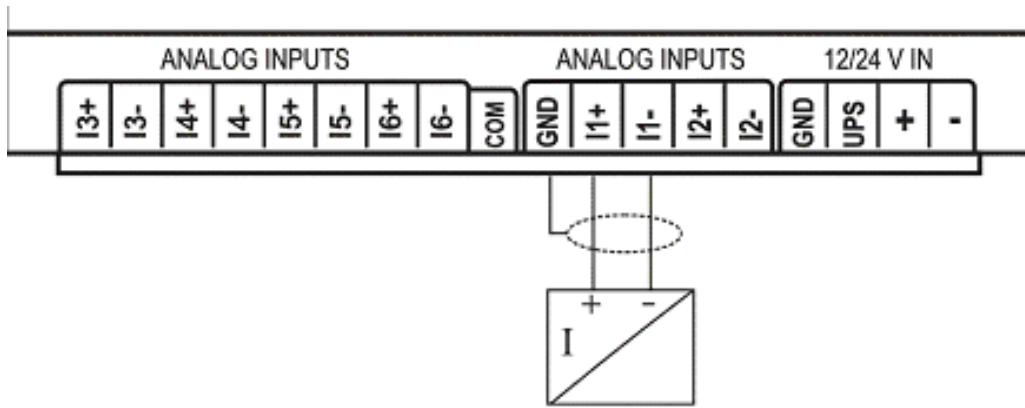 ANALOG INPUTS ANALOG INPUTS 12/24 V IN
I3+ I3- I4+ I4- I5+ I5- I6+ I6- COM GND I1+ I1- I2+ I2- GND UPS + -
+ -
I